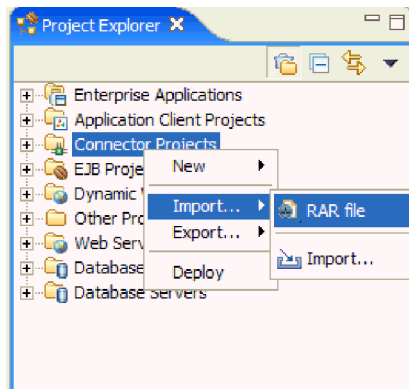 Project Explorer
Enterprise Applications
Application Client Projects
Connector Projects
EJB Proje
Dynamic
Other Pro
Web Serv
Database
Database Servers
New
Import...
Export...
Deploy
RAR file
Import...